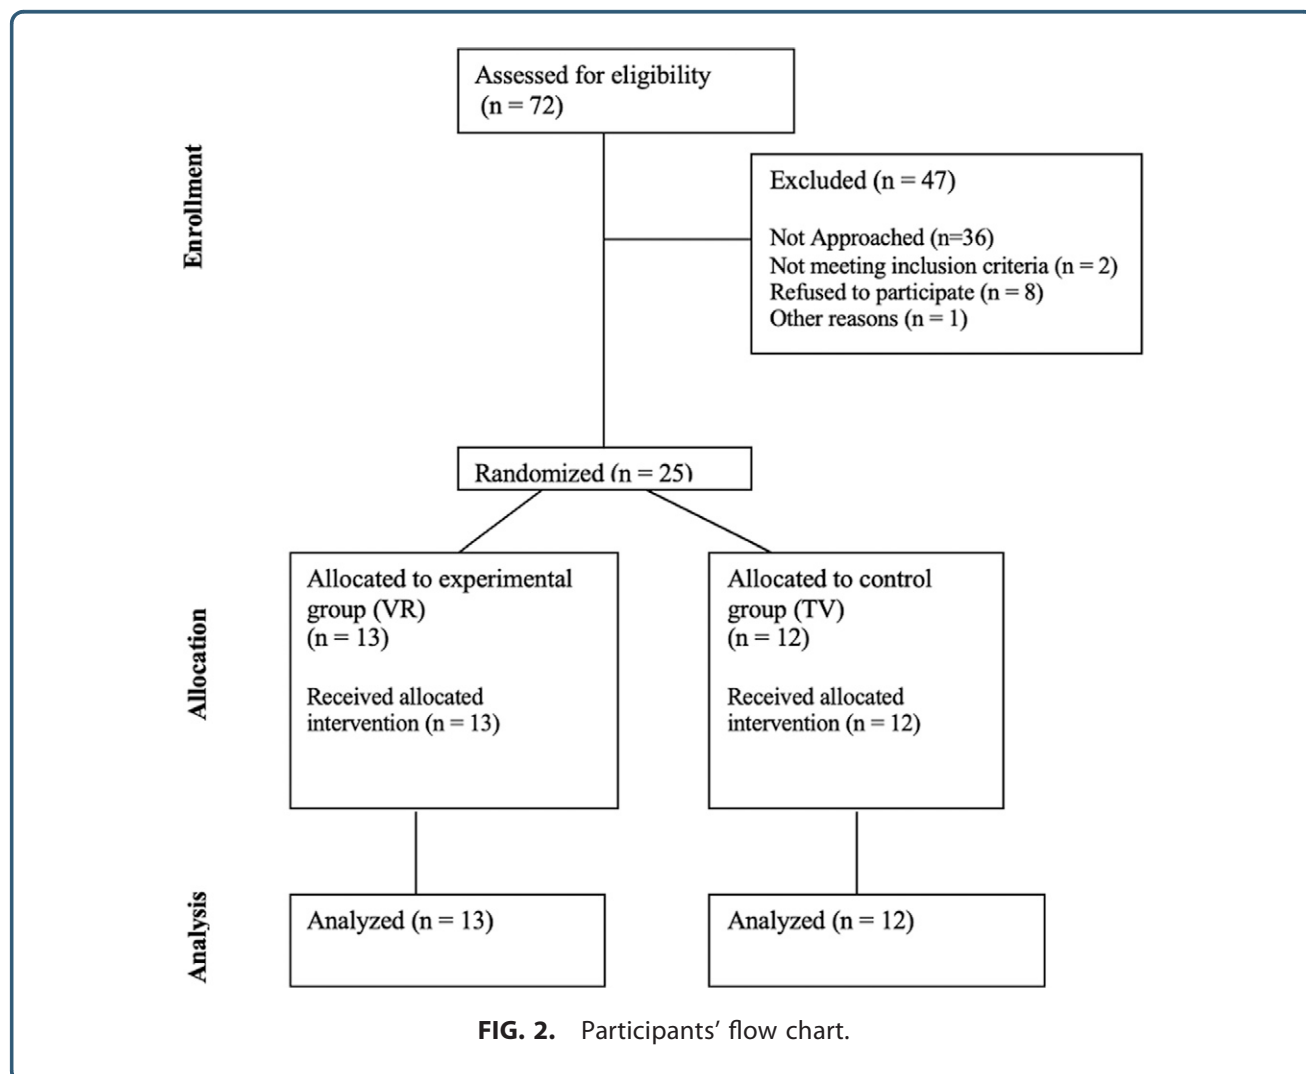 Assessed for eligibility
(n = 72)
Enrollment
Excluded (n = 47)
Not Approached (n=36)
Not meeting inclusion criteria (n = 2)
Refused to participate (n = 8)
Other reasons (n = 1)
Randomized (n = 25)
Allocation
Allocated to experimental
group (VR)
(n = 13)
Received allocated
intervention (n = 13)
Allocated to control
group (TV)
(n = 12)
Received allocated
intervention (n = 12)
Analysis
Analyzed (n = 13)
Analyzed (n = 12)
FIG. 2. Participants’ flow chart.